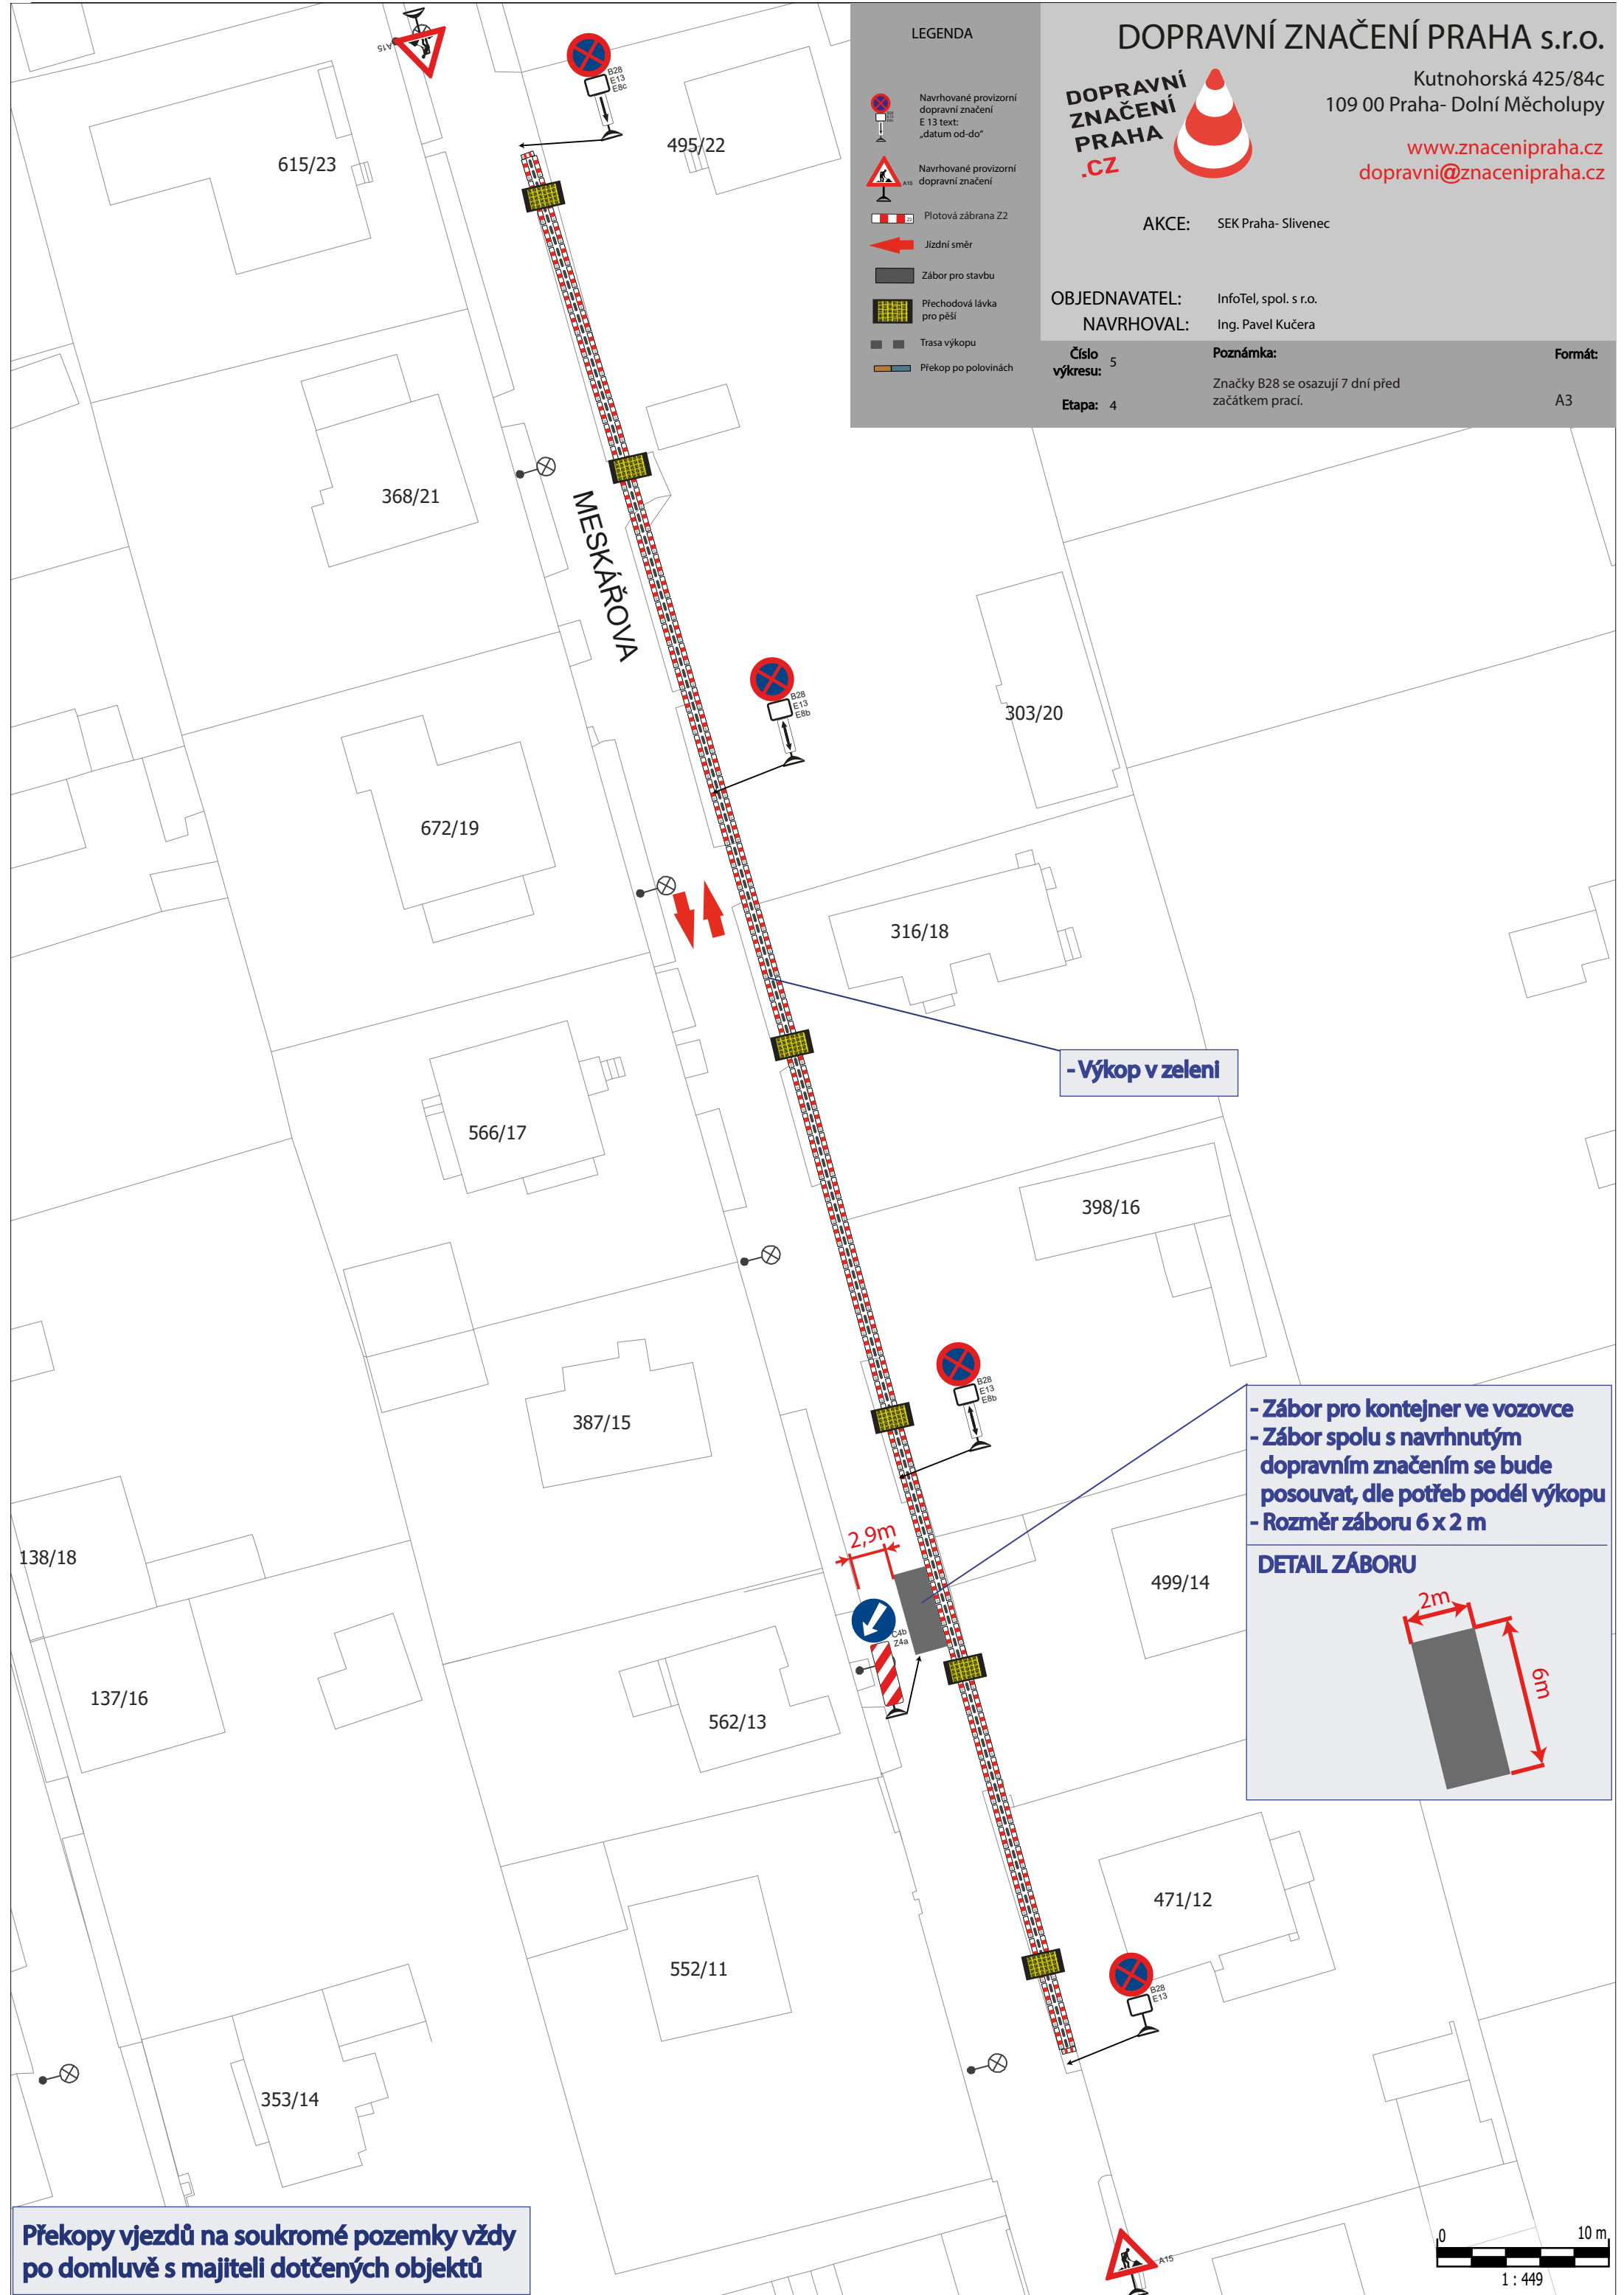 LEGENDA
Navrhované provizorní
dopravní značení
E 13 text:
„datum od-do“
Navrhované provizorní
dopravní značení
A15
Plotová zábrana Z2
Z2
Jízdní směr
Zábor pro stavbu
Přechodová lávka
pro pěší
Trasa výkopu
Překop po polovinách
DOPRAVNÍ ZNAČENÍ PRAHA s.r.o.
DOPRAVNÍ
ZNAČENÍ
PRAHA
.CZ
Kutnohorská 425/84c
109 00 Praha- Dolní Měcholupy
www.znacenipraha.cz
dopravni@znacenipraha.cz
AKCE: SEK Praha- Slivenec
OBJEDNAVATEL: InfoTel, spol. s r.o.
NAVRHOVAL: Ing. Pavel Kučera
Číslo
výkresu: 5
Etapa: 4
Poznámka:
Značky B28 se osazují 7 dní před
začátkem prací.
Formát:
A3
A15
B28
E13
E8c
615/23
495/22
368/21
MESKÁŘOVA
B28
E13
E8b
303/20
672/19
316/18
- Výkop v zeleni
566/17
398/16
B28
E13
E8b
387/15
- Zábor pro kontejner ve vozovce
- Zábor spolu s navrhnutým
dopravním značením se bude
posouvat, dle potřeb podél výkopu
- Rozměr záboru 6 x 2 m
DETAIL ZÁBORU
2m
6m
2,9m
C4b
Z4a
138/18
499/14
137/16
562/13
471/12
552/11
B28
E13
353/14
A15
Překopy vjezdů na soukromé pozemky vždy
po domluvě s majiteli dotčených objektů
0 10 m
1 : 449